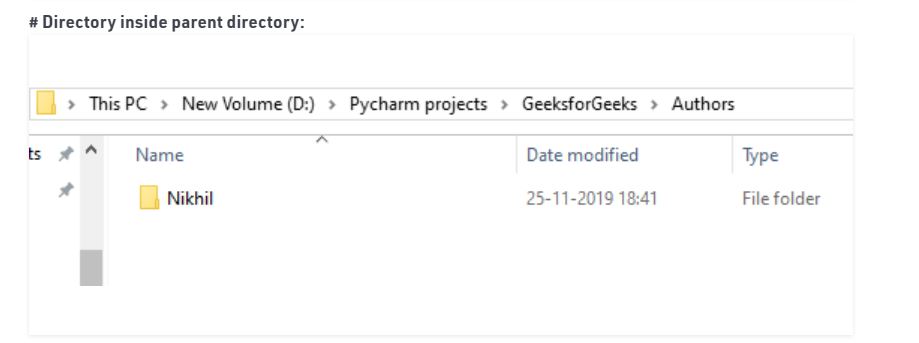 # Directory inside parent directory:
This PC > New Volume (D:) > Pycharm projects > GeeksforGeeks > Authors
ts Name Date modified Type
Nikhil 25-11-2019 18:41 File folder